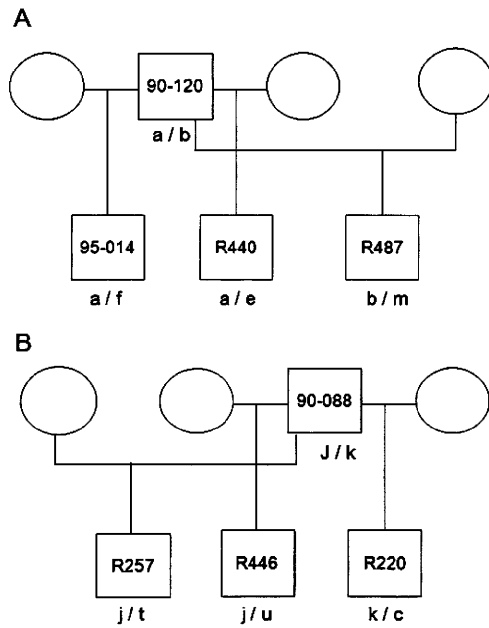 A
90-120
a / b
95-014
R440
R487
a / f
a / e
b / m
B
90-088
J / k
R257
R446
R220
j / t
j / u
k / c